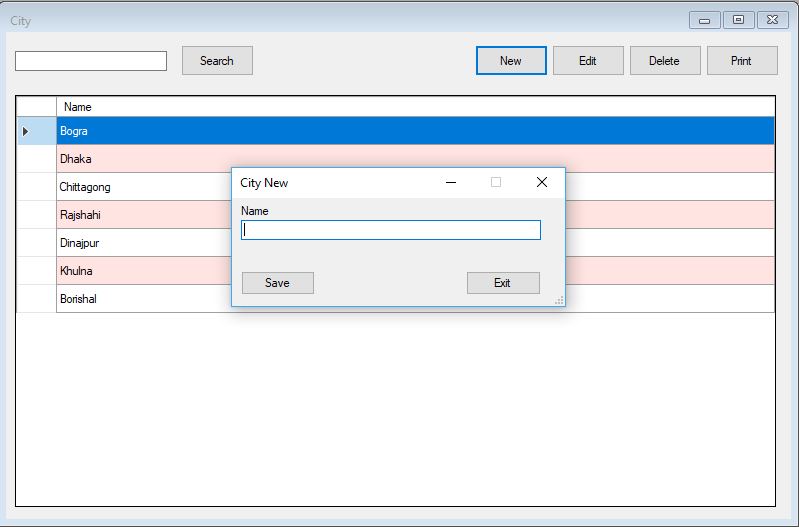 City
Search New Edit Delete Print
Name
Bogra
Dhaka
Chittagong
Rajshahi
Dinajpur
Khulna
Borishal
City New
Name
Save Exit